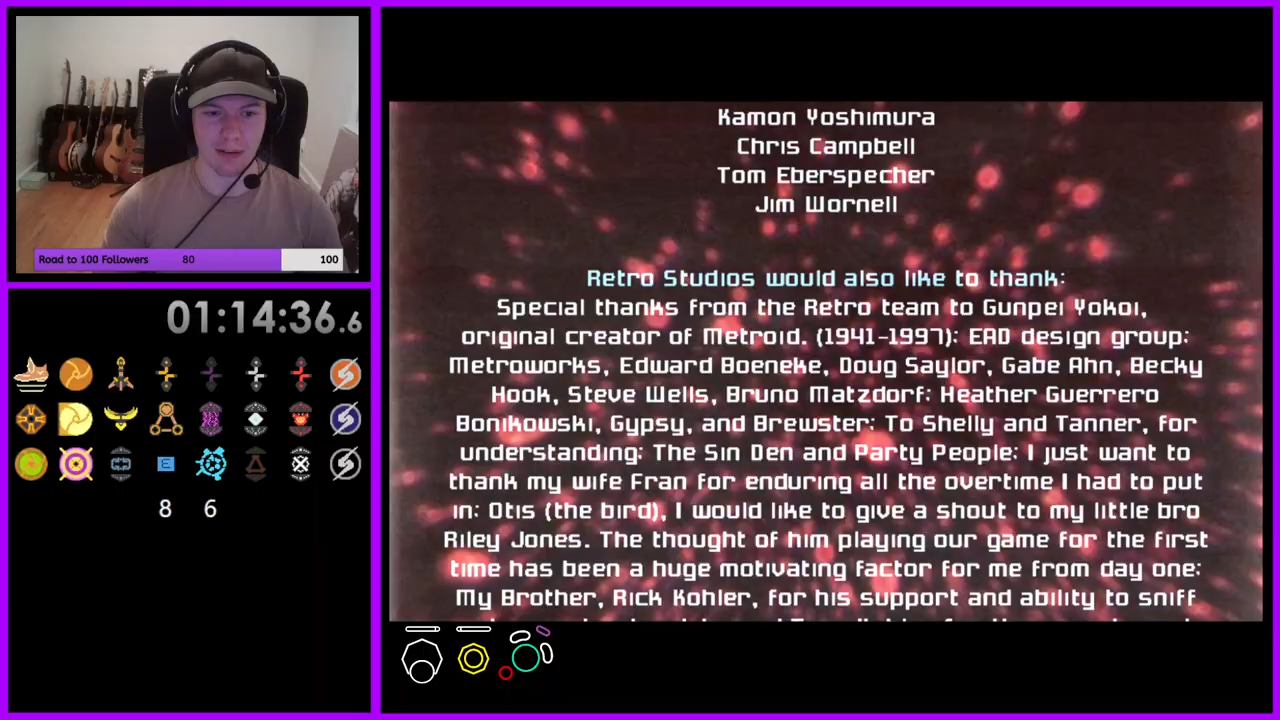 Road to 100 Followers 80 100
01:14:36.6
8 6
Kamon Yoshimura
Chris Campbell
Tom Eberspecher
Jim Wornell
Retro Studios would also like to thank:
Special thanks from the Retro team to Gunpei Yokoi,
original creator of Metroid. (1941-1997); EAD design group;
Metroworks, Edward Boeneke, Doug Saylor, Gabe Ahn, Becky
Hook, Steve Wells, Bruno Matzdorf; Heather Guerrero
Bonikowski, Gypsy, and Brewster; To Shelly and Tanner, for
understanding; The Sin Den and Party People; I just want to
thank my wife Fran for enduring all the overtime I had to put
in; Otis (the bird), I would like to give a shout to my little bro
Riley Jones. The thought of him playing our game for the first
time has been a huge motivating factor for me from day one;
My Brother, Rick Kohler, for his support and ability to sniff